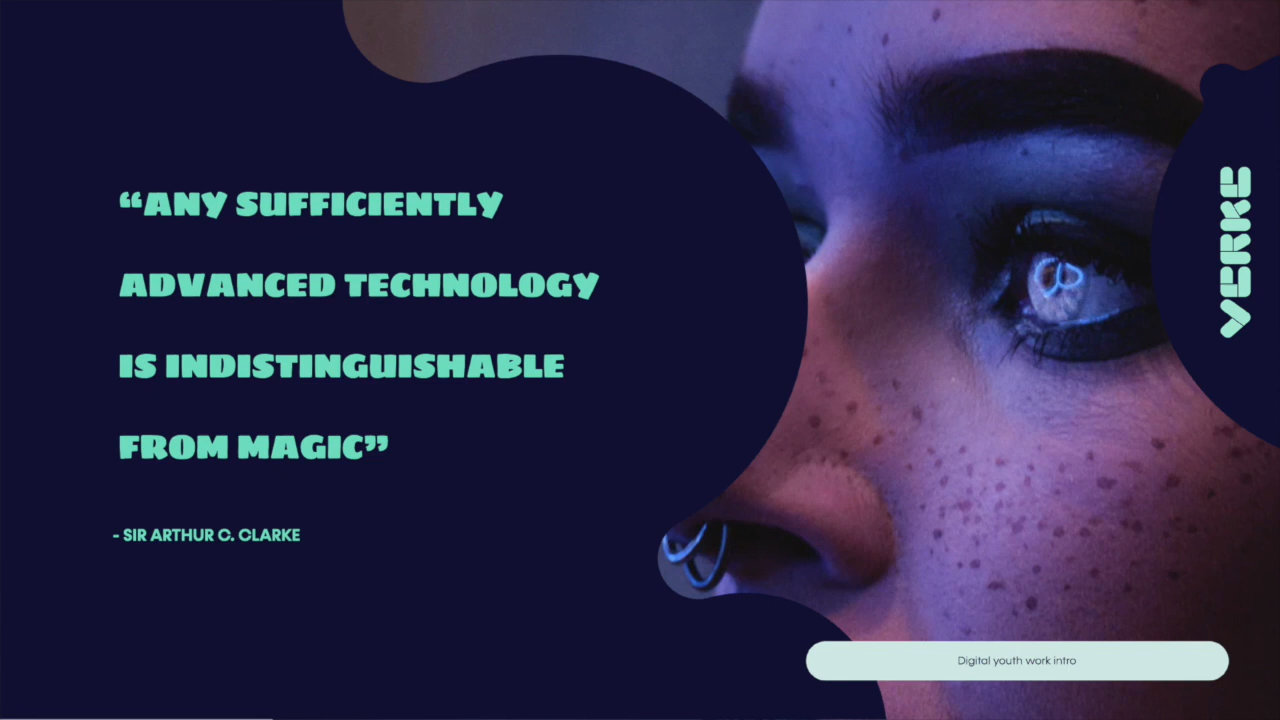 “ANY SUFFICIENTLY
ADVANCED TECHNOLOGY
IS INDISTINGUISHABLE
FROM MAGIC”
- SIR ARTHUR C. CLARKE
VERKE
Digital youth work intro